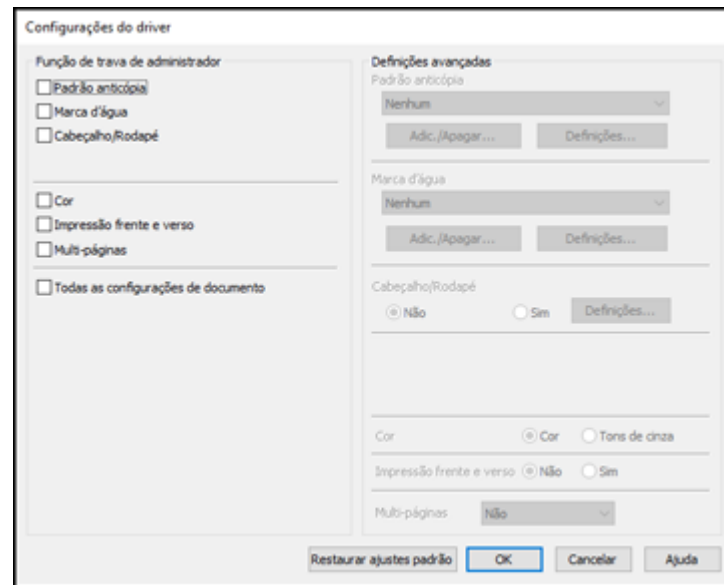 Configurações do driver
Função de trava de administrador
Padrão anticópia
Marca d'água
Cabeçalho/Rodapé
Cor
Impressão frente e verso
Multi-páginas
Todas as configurações de documento
Definições avançadas
Padrão anticópia
Nenhum
Adic./Apagar... Definições...
Marca d'água
Nenhum
Adic./Apagar... Definições...
Cabeçalho/Rodapé
Não Sim Definições...
Cor Cor Tons de cinza
Impressão frente e verso Não Sim
Multi-páginas Não
Restaurar ajustes padrão OK Cancelar Ajuda